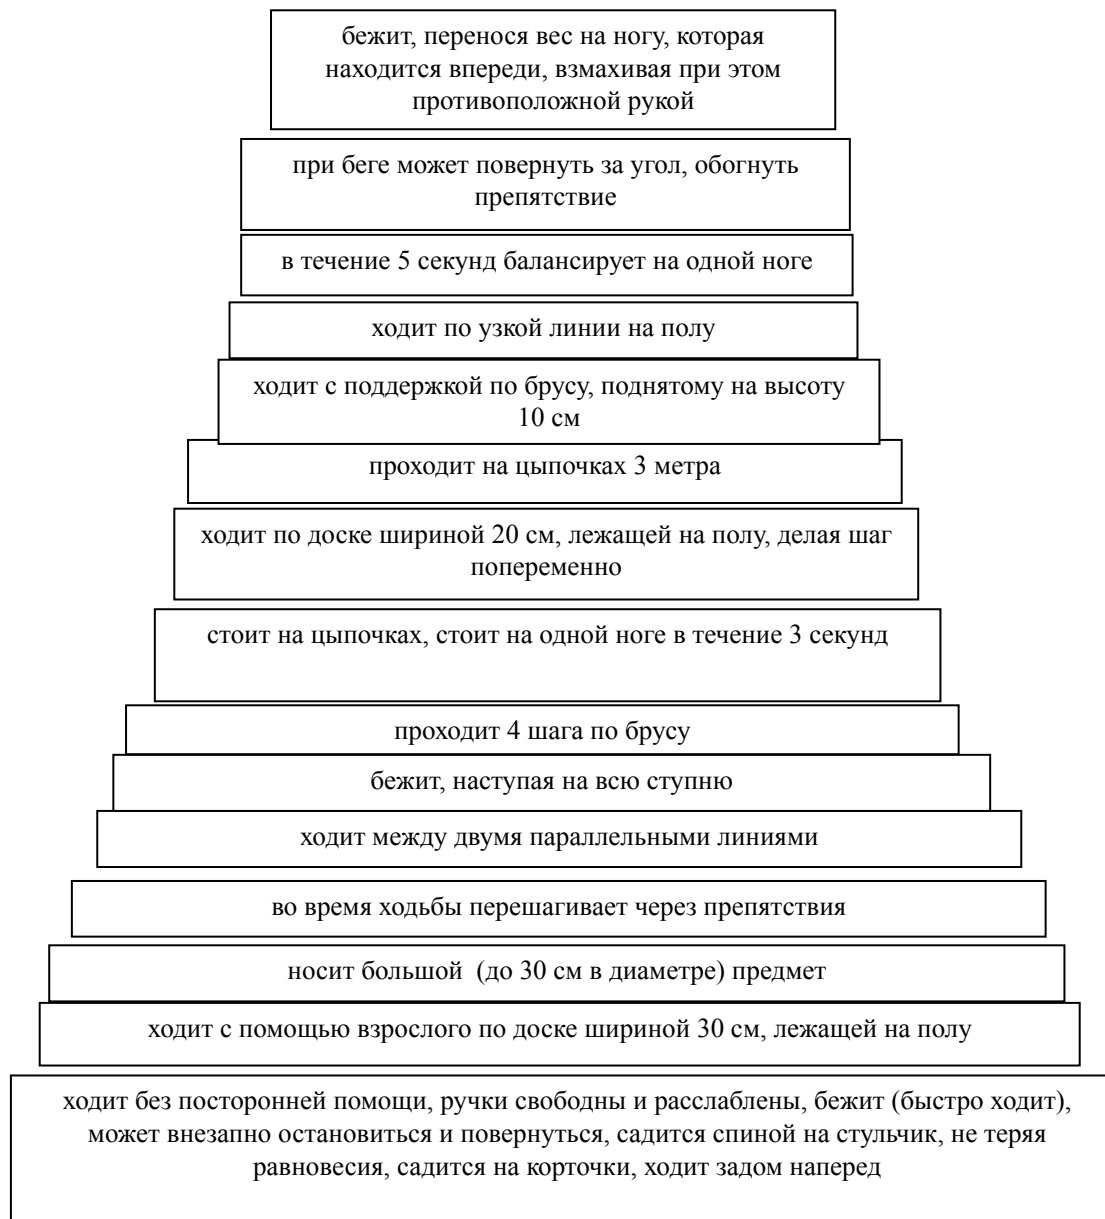 бежит, перенося вес на ногу, которая
находится впереди, взмахивая при этом
противоположной рукой
при беге может повернуть за угол, обогнуть
препятствие
в течение 5 секунд балансирует на одной ноге
ходит по узкой линии на полу
ходит с поддержкой по брусу, поднятому на высоту
10 см
проходит на цыпочках 3 метра
ходит по доске шириной 20 см, лежащей на полу, делая шаг
попеременно
стоит на цыпочках, стоит на одной ноге в течение 3 секунд
проходит 4 шага по брусу
бежит, наступая на всю ступню
ходит между двумя параллельными линиями
во время ходьбы перешагивает через препятствия
носит большой (до 30 см в диаметре) предмет
ходит с помощью взрослого по доске шириной 30 см, лежащей на полу
ходит без посторонней помощи, ручки свободны и расслаблены, бежит (быстро ходит),
может внезапно остановиться и повернуться, садится спиной на стульчик, не теряя
равновесия, садится на корточки, ходит задом наперед